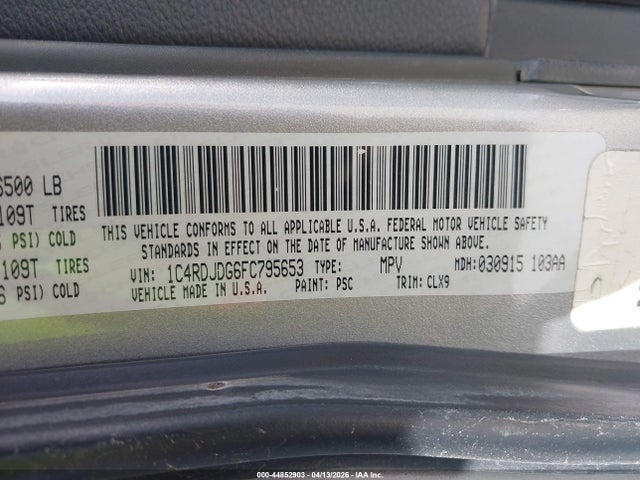 6500 LB
109T TIRES
PSI) COLD
109T TIRES
PSI) COLD
THIS VEHICLE CONFORMS TO ALL APPLICABLE U.S.A. FEDERAL MOTOR VEHICLE SAFETY
STANDARDS IN EFFECT ON THE DATE OF MANUFACTURE SHOWN ABOVE.
VIN: 1C4RDJDG6FC795653 TYPE: MPV MDH: 030915 103AA
VEHICLE MADE IN U.S.A. PAINT: PSC TRIM: CLX9
000-44852903 - 04/13/2026 - IAA Inc.